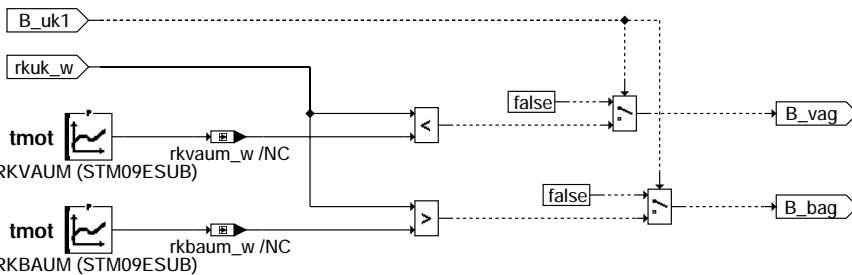 B_uk1
rkuk_w
false
<
B_vag
tmot
P
rkvaum_w /NC
RKVAUM (STM09ESUB)
false
>
B_bag
tmot
P
rkbaum_w /NC
RKBAUM (STM09ESUB)